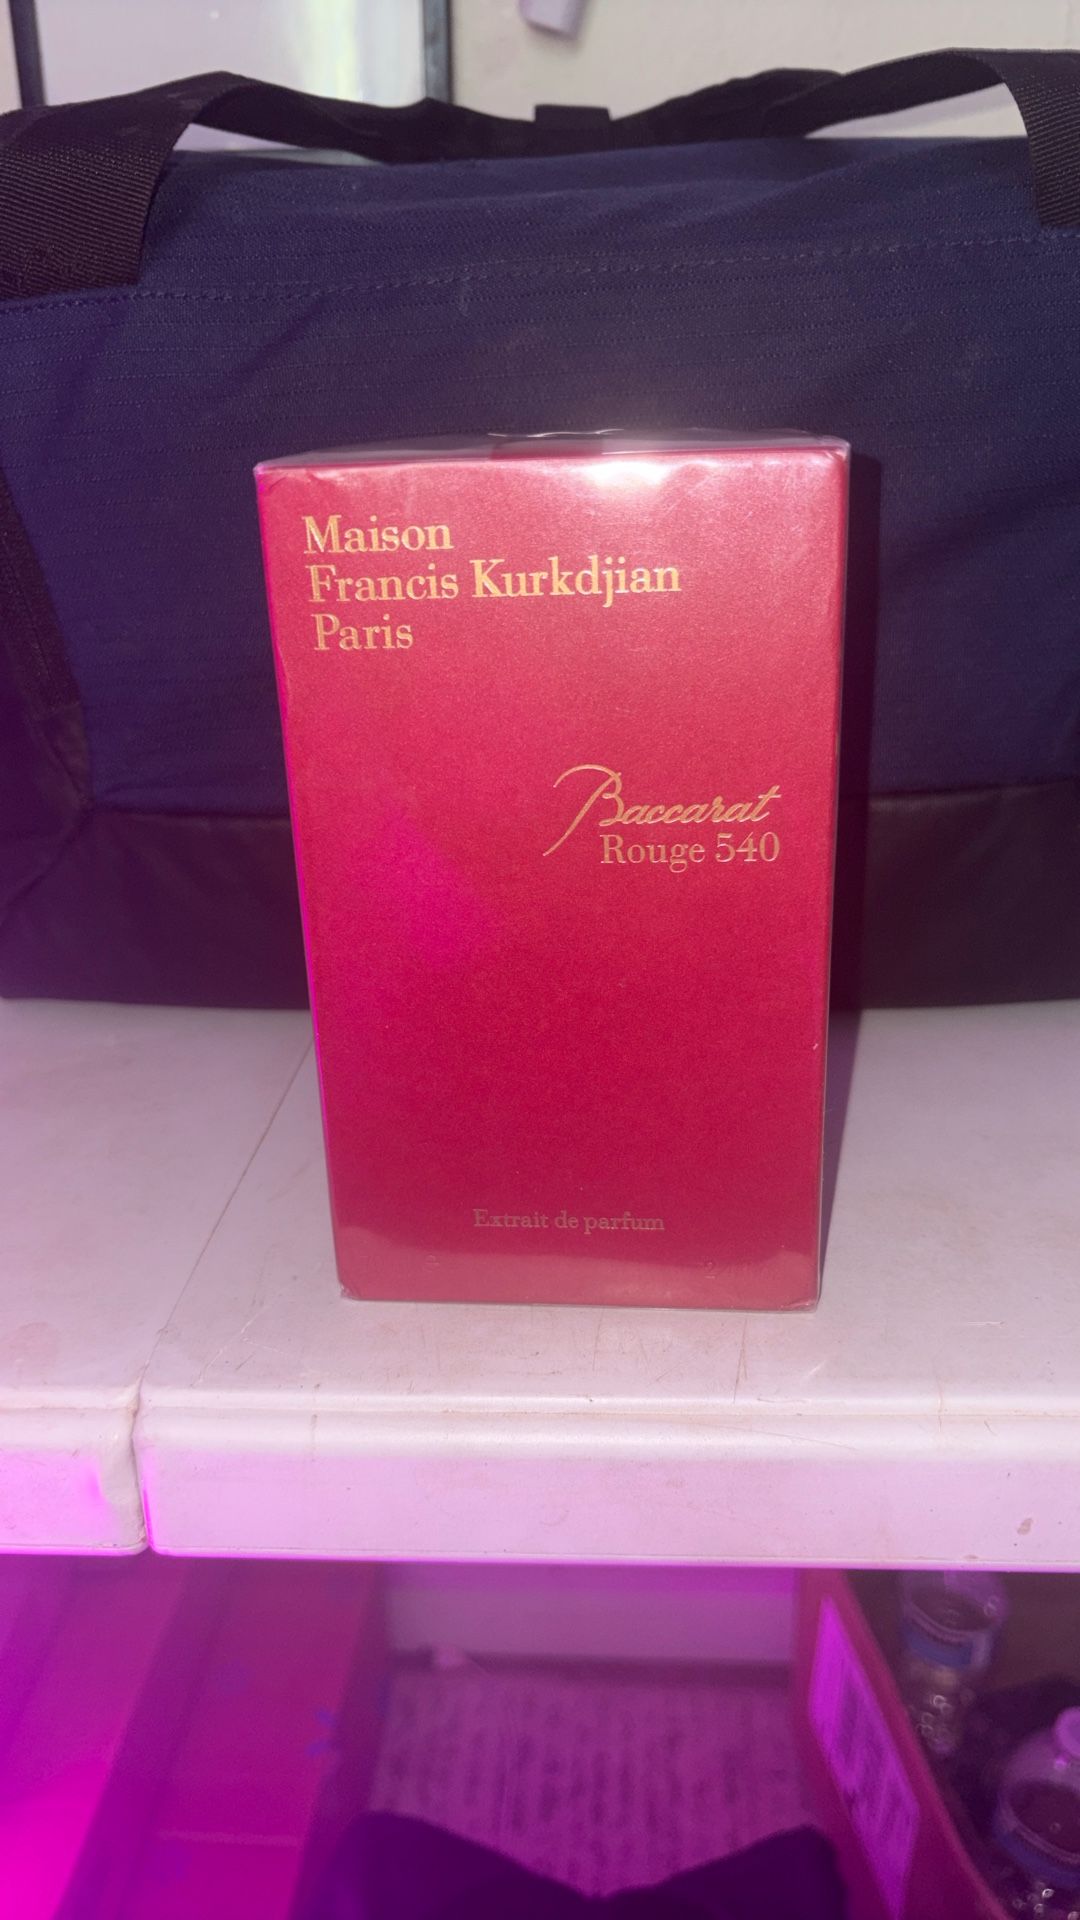 Maison
Francis Kurkdjian
Paris
Baccarat
Rouge 540
Extrait de parfum